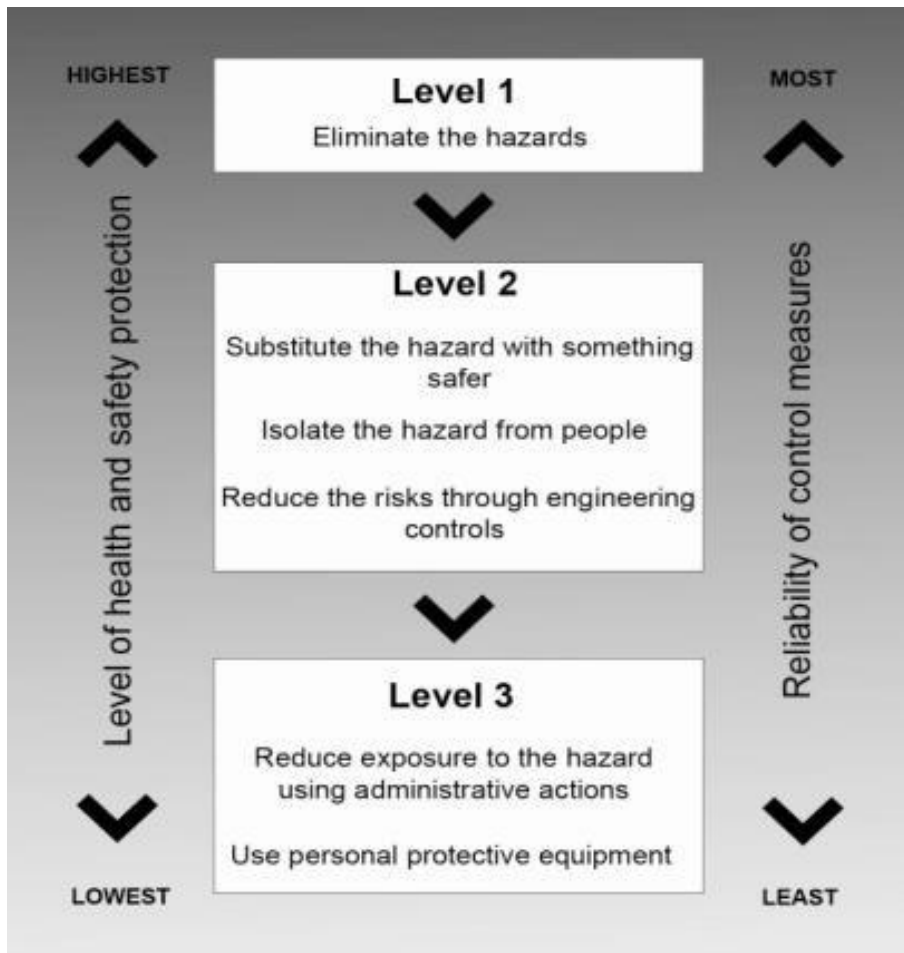 HIGHEST
MOST
Level 1
Eliminate the hazards
Level of health and safety protection
Reliability of control measures
Level 2
Substitute the hazard with something
safer
Isolate the hazard from people
Reduce the risks through engineering
controls
Level 3
Reduce exposure to the hazard
using administrative actions
Use personal protective equipment
LOWEST
LEAST